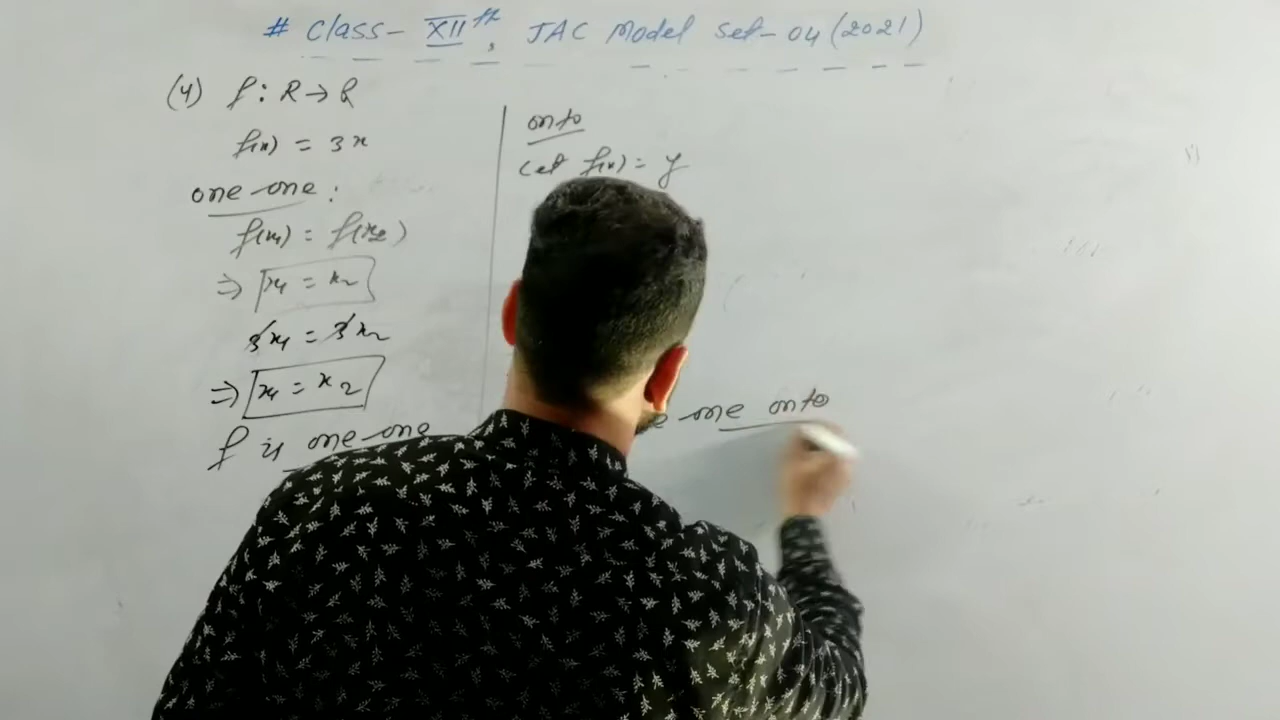 # Class- XIIth, JAC Model set-04 (2021)
(4) f : R → R
f(x) = 3x
one one :
f(x₁) = f(x₂)
⇒ x₁ = x₂
3x₁ = 3x₂
⇒ x₁ = x₂
f is one one
onto
Let f(x) = y
one onto